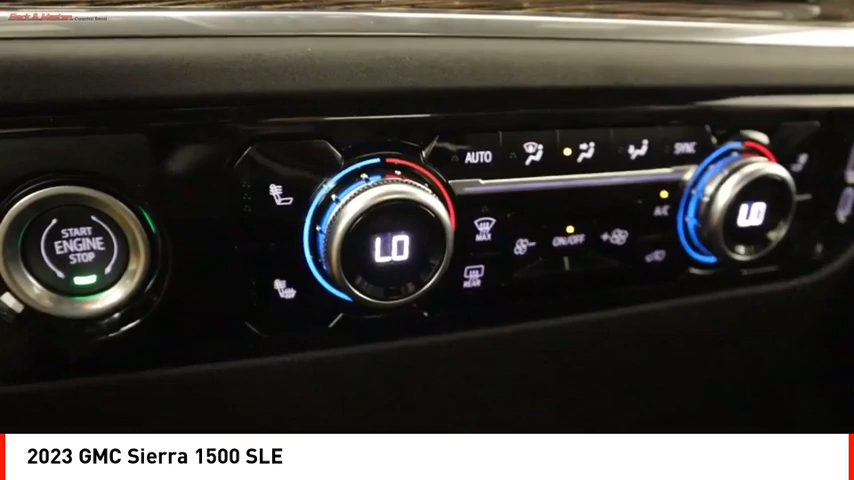 START
ENGINE
STOP
LO
AUTO
SYNC
MAX
REAR
ON/OFF
A/C
LO
2023 GMC Sierra 1500 SLE